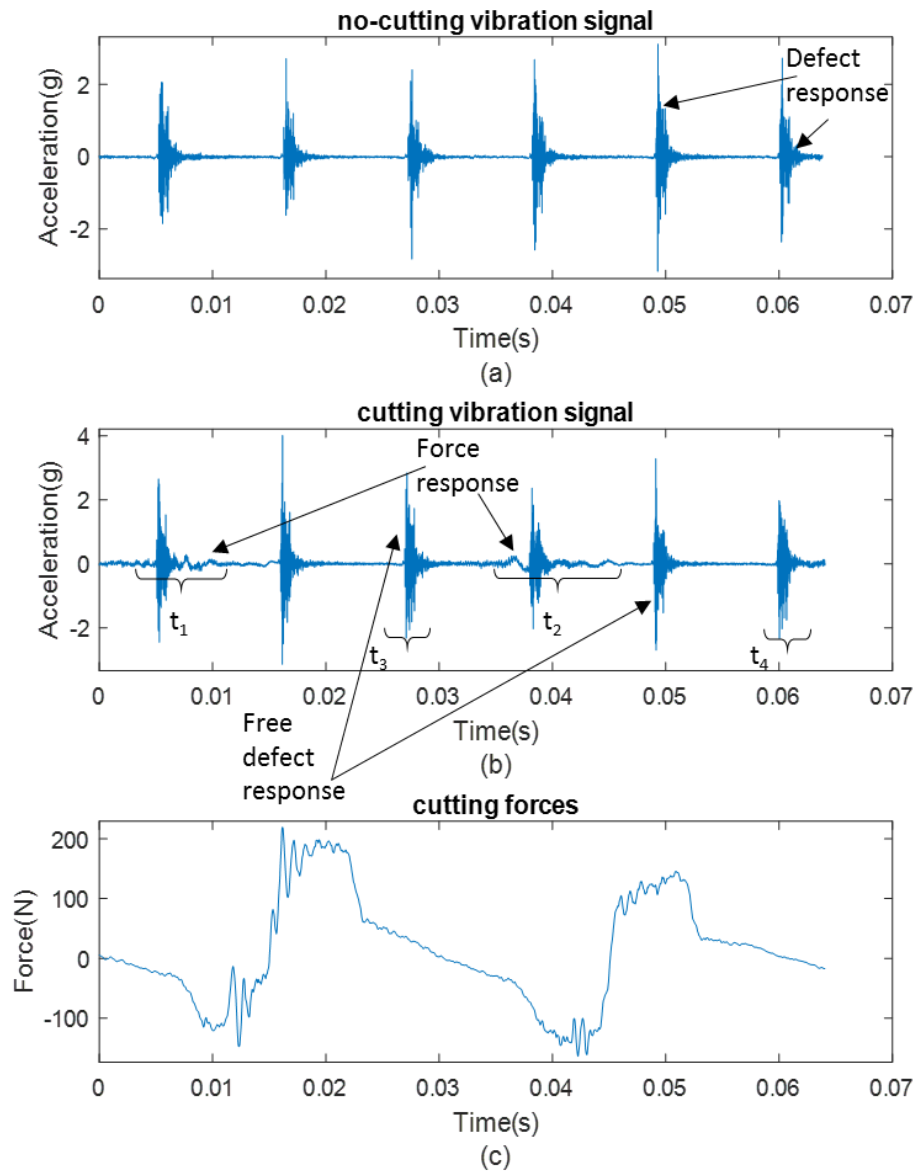 no-cutting vibration signal
Defect
response
Acceleration(g)
2
0
-2
0
0.01
0.02
0.03
0.04
0.05
0.06
0.07
Time(s)
(a)
cutting vibration signal
Force
response
Acceleration(g)
4
2
0
-2
t1
t2
t3
t4
0
0.01
0.02
0.03
0.04
0.05
0.06
0.07
Time(s)
(b)
Free
defect
response
cutting forces
Force(N)
200
100
0
-100
0
0.01
0.02
0.03
0.04
0.05
0.06
0.07
Time(s)
(c)